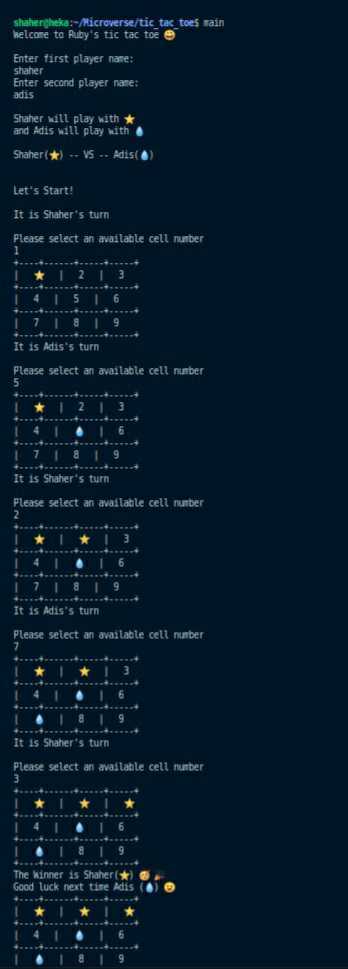 shaher@heka:~/Microverse/tic_tac_toe$ main
Welcome to Ruby's tic tac toe 😄
Enter first player name:
shaher
Enter second player name:
adis
Shaher will play with ⭐
and Adis will play with 💧
Shaher(⭐) -- VS -- Adis(💧)
Let's Start!
It is Shaher's turn
Please select an available cell number
1
+----+------+-----+-----+
|  ⭐  |  2  |  3
+----+------+-----+-----+
|  4  |  5  |  6
+----+------+-----+-----+
|  7  |  8  |  9
+----+------+-----+-----+
It is Adis's turn
Please select an available cell number
5
+----+------+-----+-----+
|  ⭐  |  2  |  3
+----+------+-----+-----+
|  4  |  💧  |  6
+----+------+-----+-----+
|  7  |  8  |  9
+----+------+-----+-----+
It is Shaher's turn
Please select an available cell number
2
+----+------+-----+-----+
|  ⭐  |  ⭐  |  3
+----+------+-----+-----+
|  4  |  💧  |  6
+----+------+-----+-----+
|  7  |  8  |  9
+----+------+-----+-----+
It is Adis's turn
Please select an available cell number
7
+----+------+-----+-----+
|  ⭐  |  ⭐  |  3
+----+------+-----+-----+
|  4  |  💧  |  6
+----+------+-----+-----+
|  💧  |  8  |  9
+----+------+-----+-----+
It is Shaher's turn
Please select an available cell number
3
+----+------+-----+-----+
|  ⭐  |  ⭐  |  ⭐
+----+------+-----+-----+
|  4  |  💧  |  6
+----+------+-----+-----+
|  💧  |  8  |  9
+----+------+-----+-----+
The Winner is Shaher(⭐) 🥳 🎉
Good luck next time Adis (💧) 😉
+----+------+-----+-----+
|  ⭐  |  ⭐  |  ⭐
+----+------+-----+-----+
|  4  |  💧  |  6
+----+------+-----+-----+
|  💧  |  8  |  9